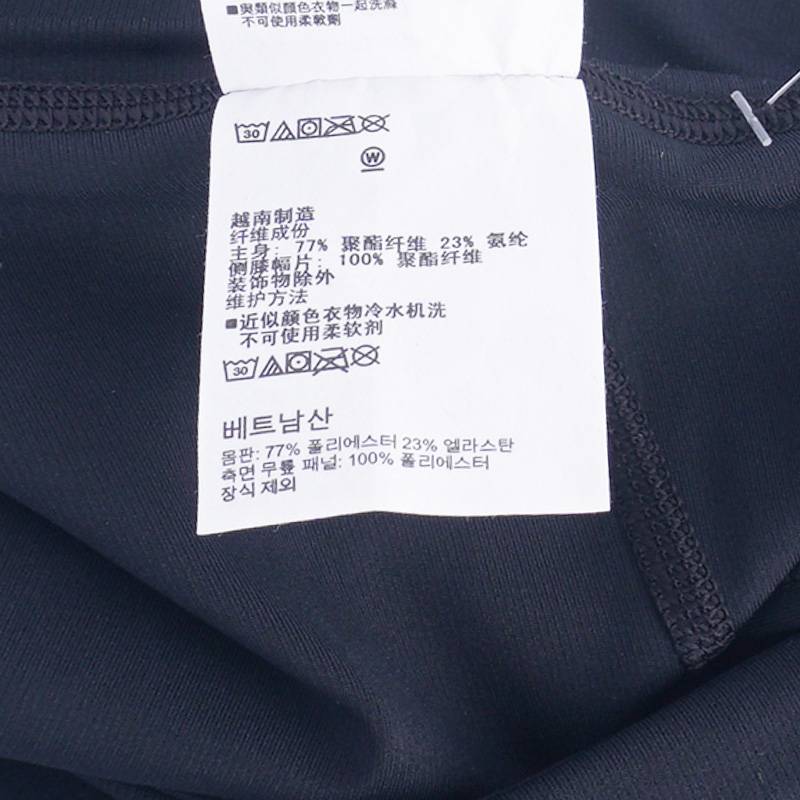 ■與類似顏色衣物一起洗滌
不可使用柔敏劑
30
W
越南制造
纤维成份
主身: 77% 聚酯纤维 23% 氨纶
侧膝幅片: 100% 聚酯纤维
装饰物除外
维护方法
■近似颜色衣物冷水机洗
不可使用柔软剂
30
베트남산
몸판: 77% 폴리에스터 23% 엘라스탄
측면 무릎 패널: 100% 폴리에스터
장식 제외